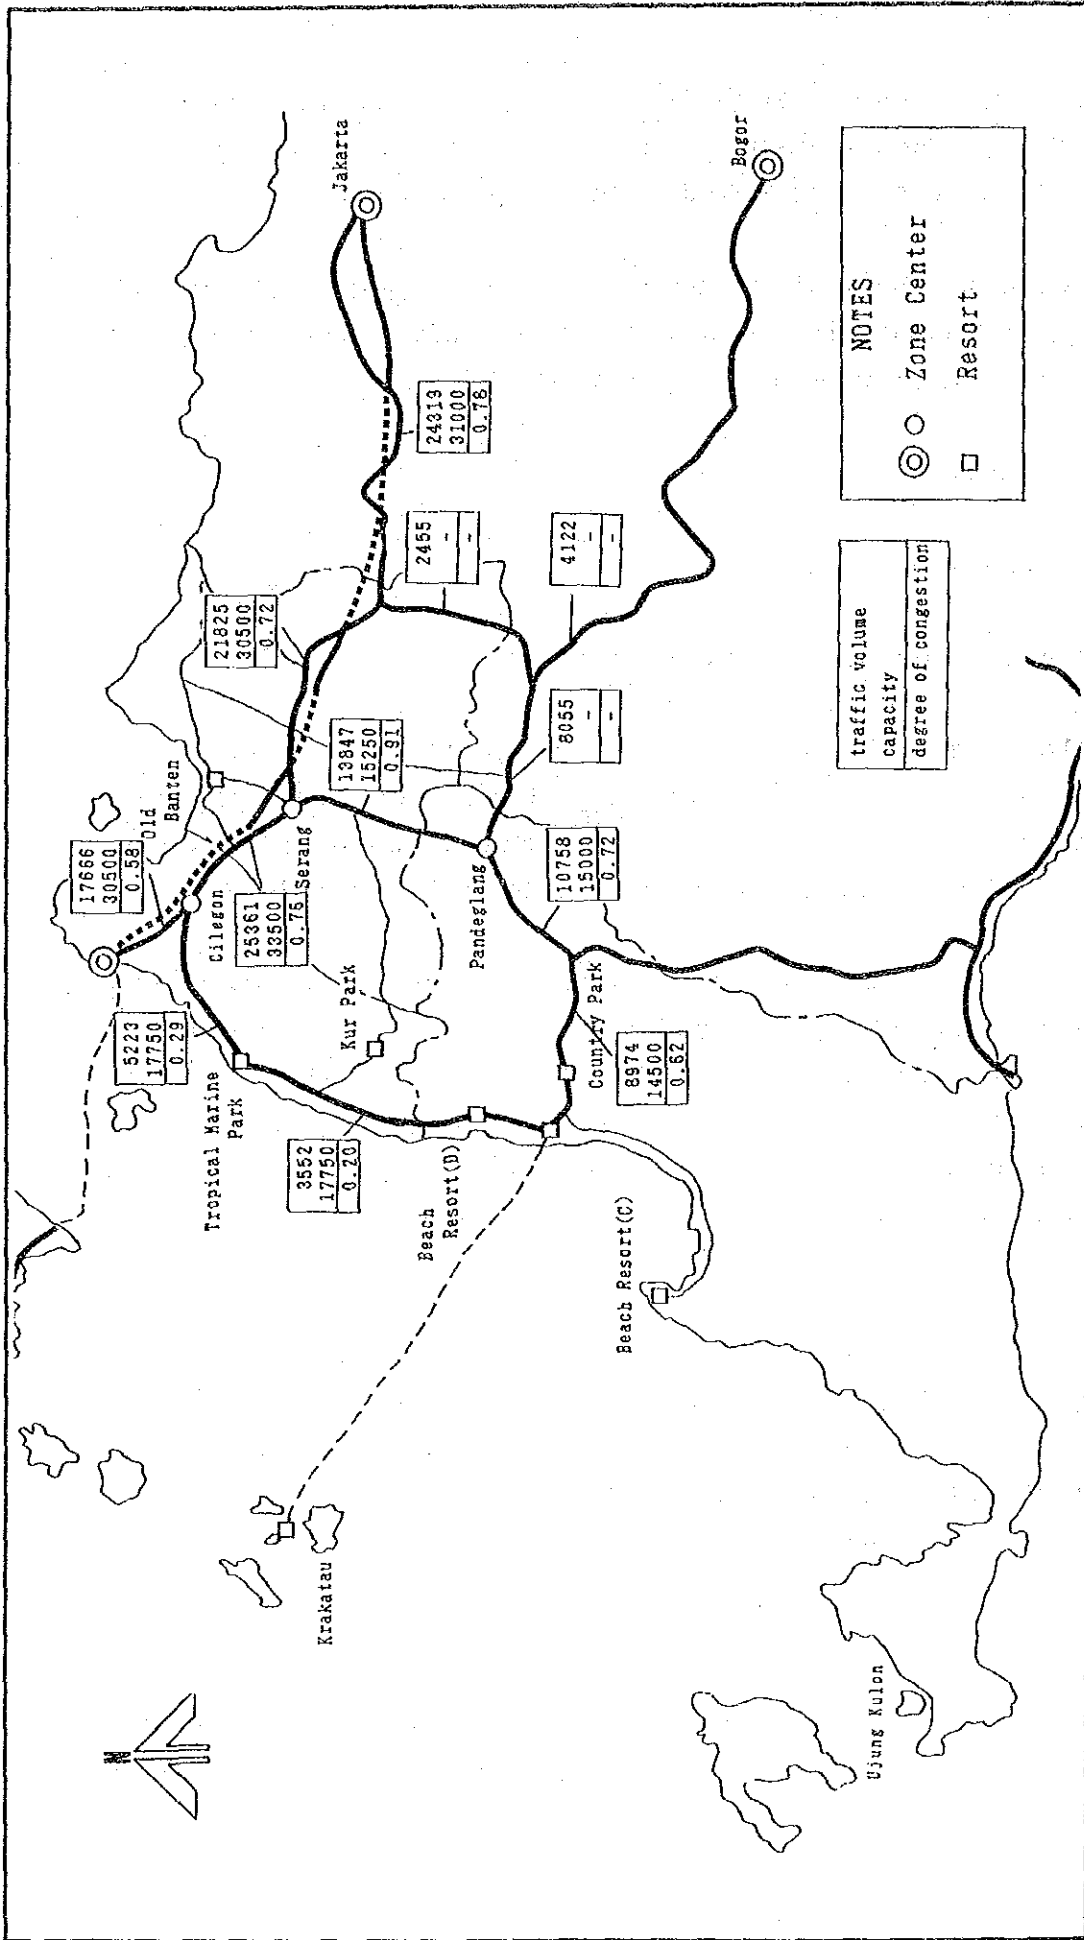 N
Jakarta
Bogor
17666
30500
0.58
Old
Banten
21825
30500
0.72
24319
31000
0.78
2455
-
-
4122
-
-
8055
-
-
13847
15250
0.91
Cilegon
25361
33500
0.76
Serang
5223
17750
0.29
Tropical Marine
Park
Kur Park
Pandeglang
10758
15000
0.72
3552
17750
0.20
Beach
Resort(D)
Country Park
8974
14500
0.62
Beach Resort(C)
Krakatau
Ujung Kulon
traffic volume
capacity
degree of congestion
NOTES
Zone Center
Resort